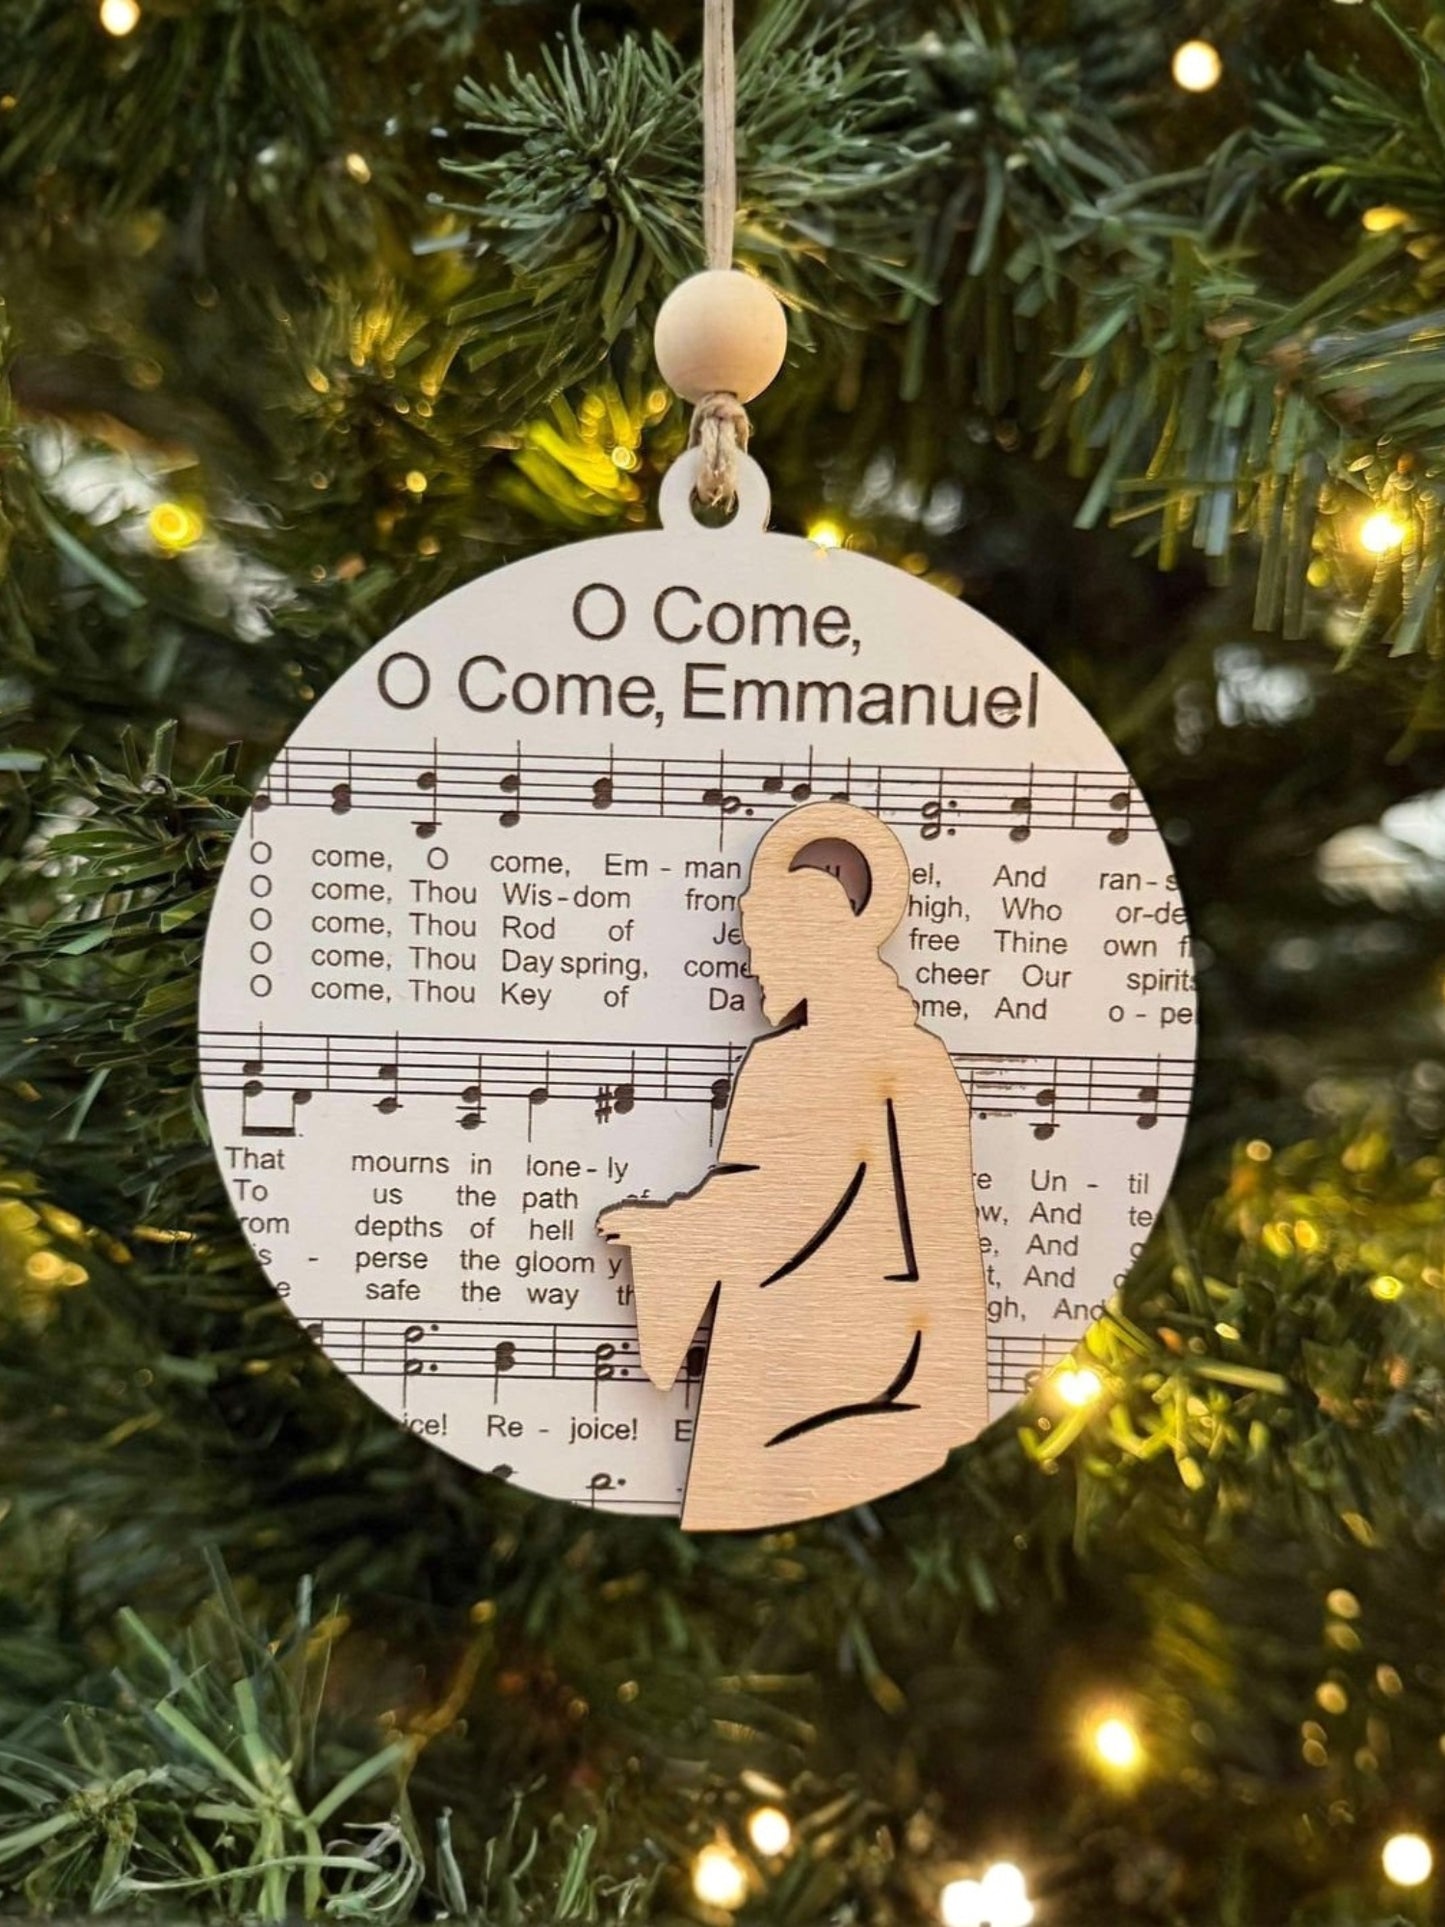 O Come,
O Come, Emmanuel
O come, O come, Em - man el, And ran - s
O come, Thou Wis - dom from high, Who or-de
O come, Thou Rod of Je free Thine own f
O come, Thou Day spring, come cheer Our spirits
O come, Thou Key of Da ome, And o - pe
That mourns in lone - ly e Un - til
To us the path of ow, And te
rom depths of hell e, And
is - perse the gloom y t, And
e safe the way th gh, And
ice! Re - joice! E